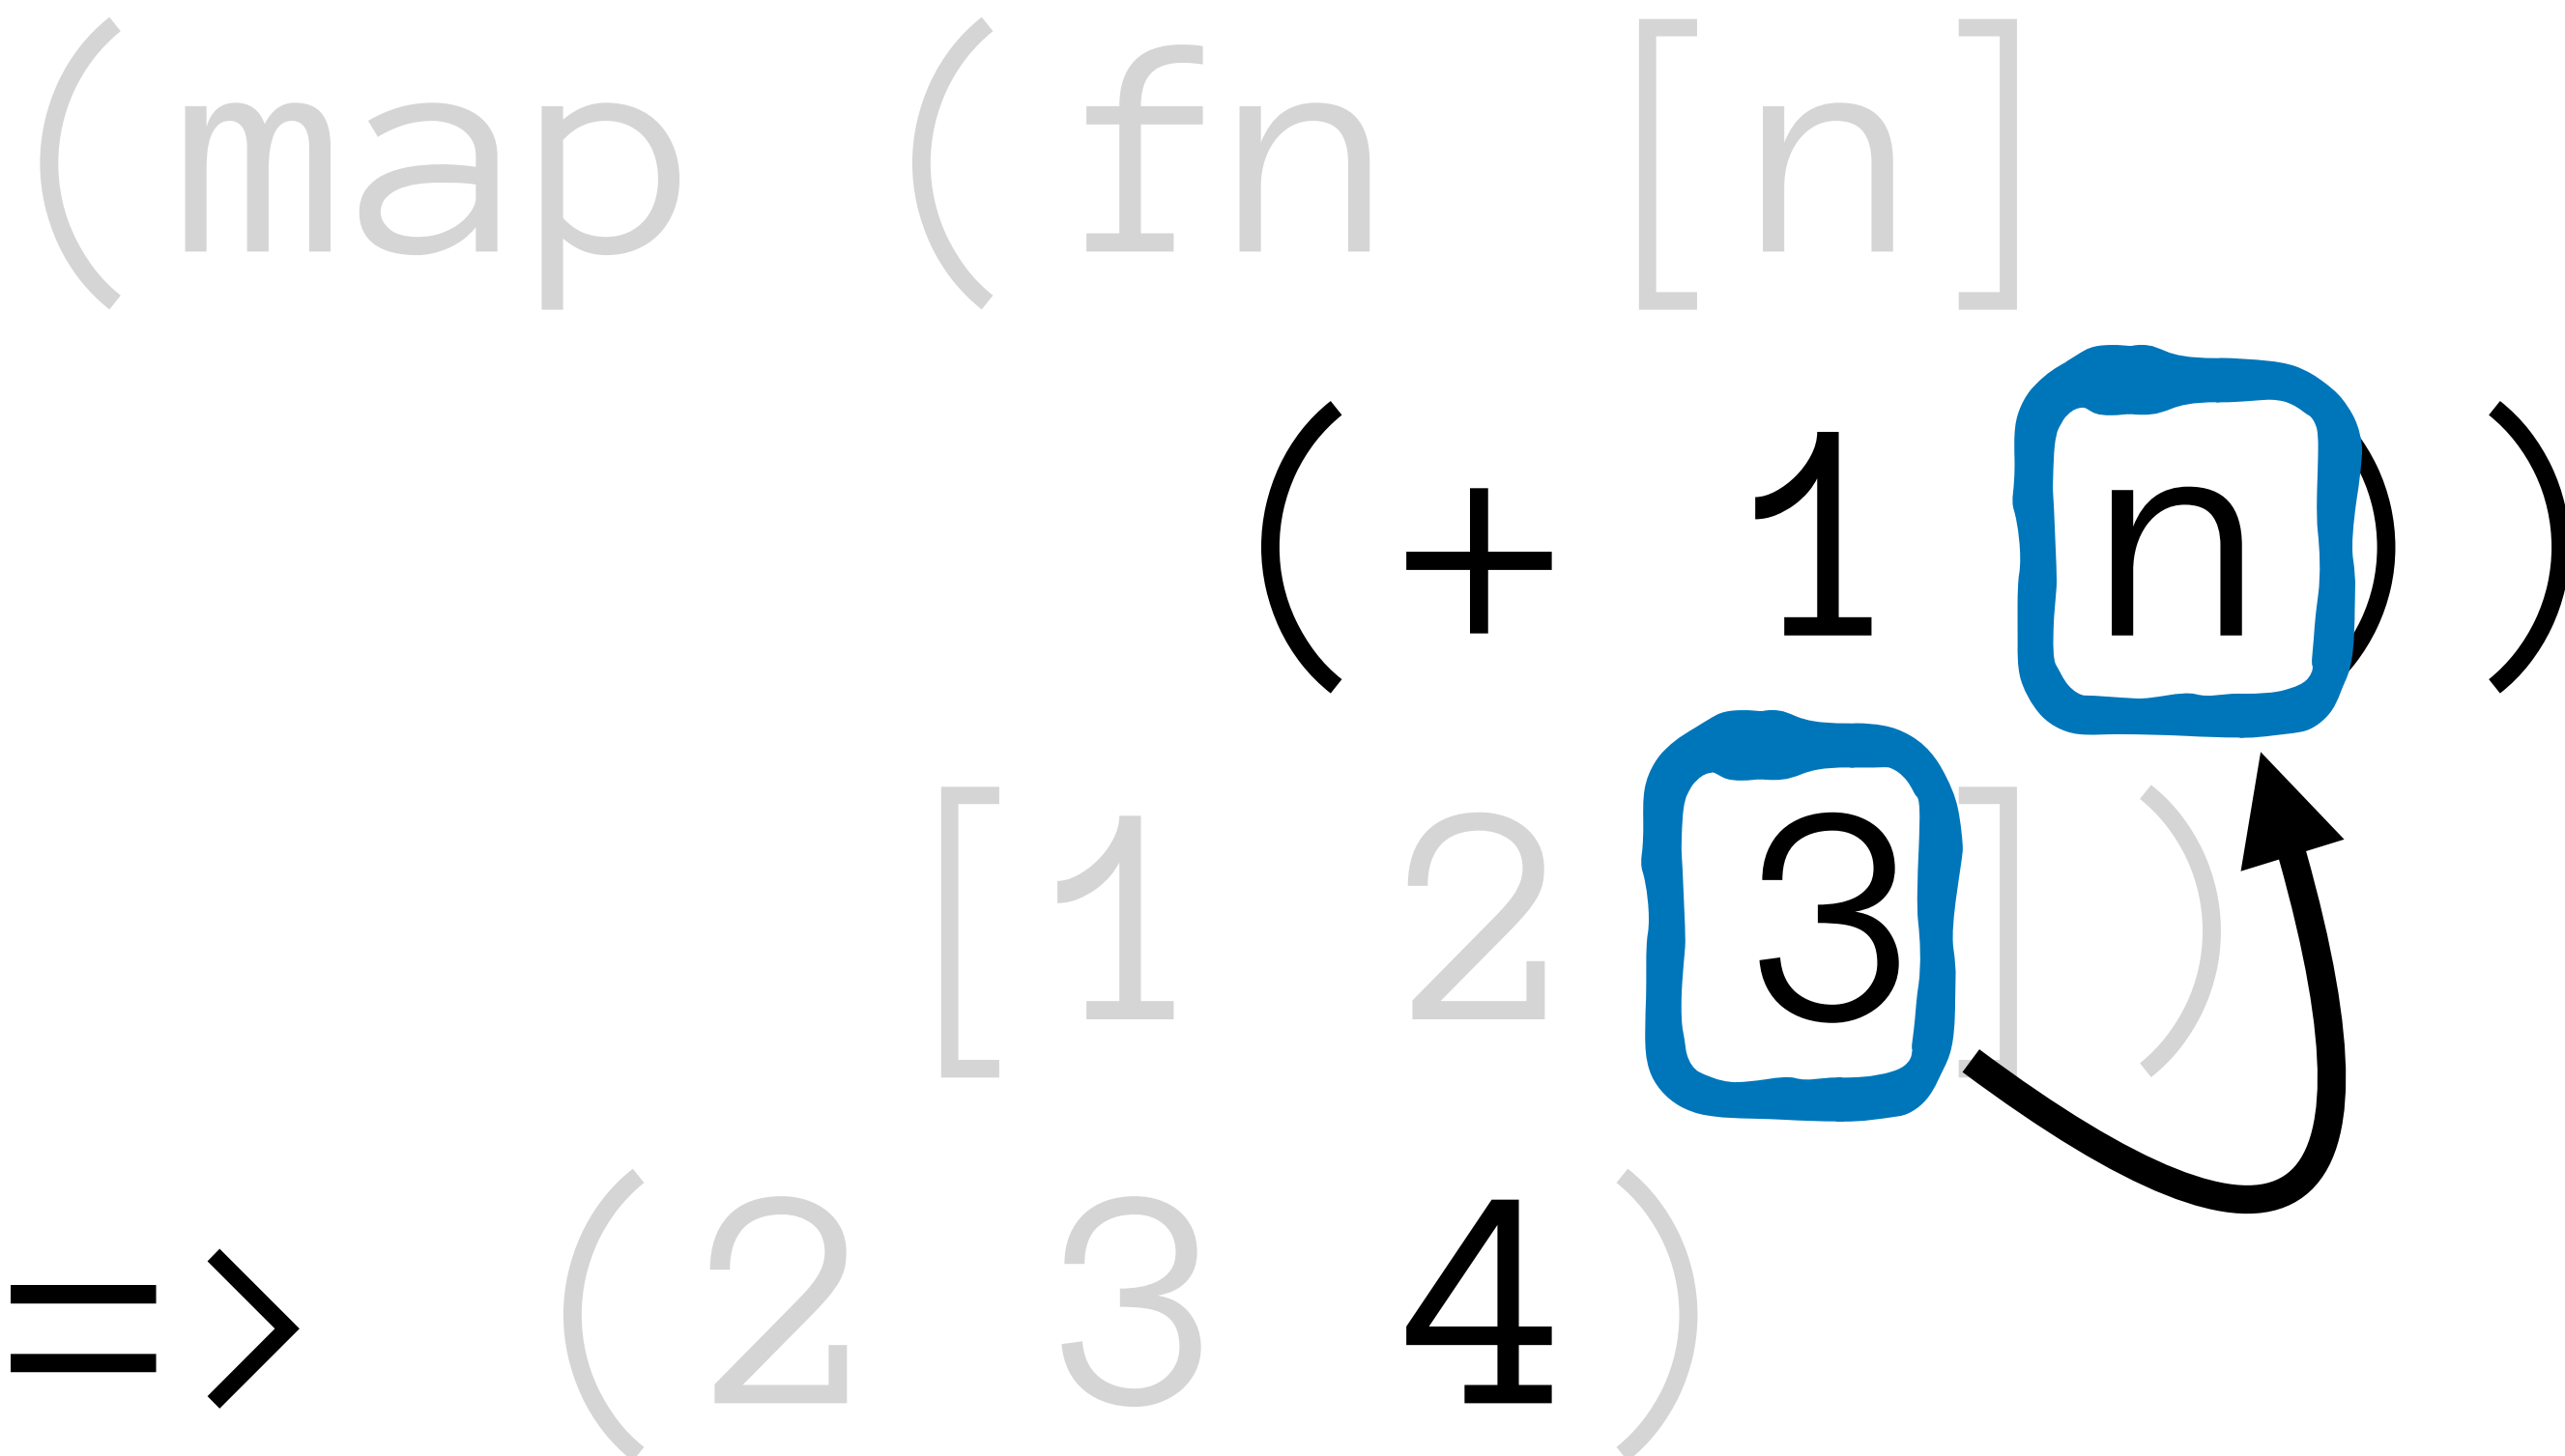 (map (fn [n]
(+ 1 n))
[1 2 3])
=> (2 3 4)